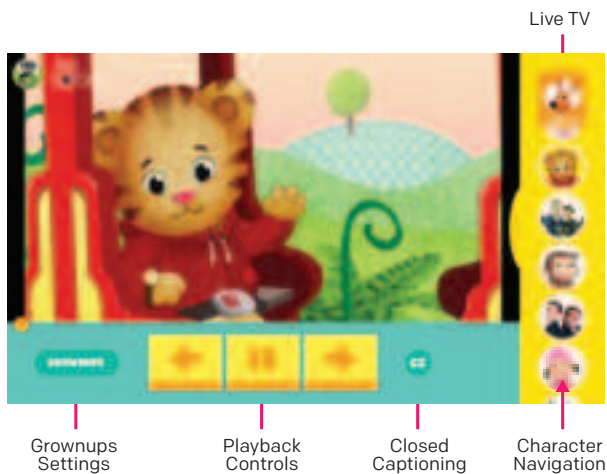 Live TV
Grownups
Settings
Playback
Controls
Closed
Captioning
Character
Navigation